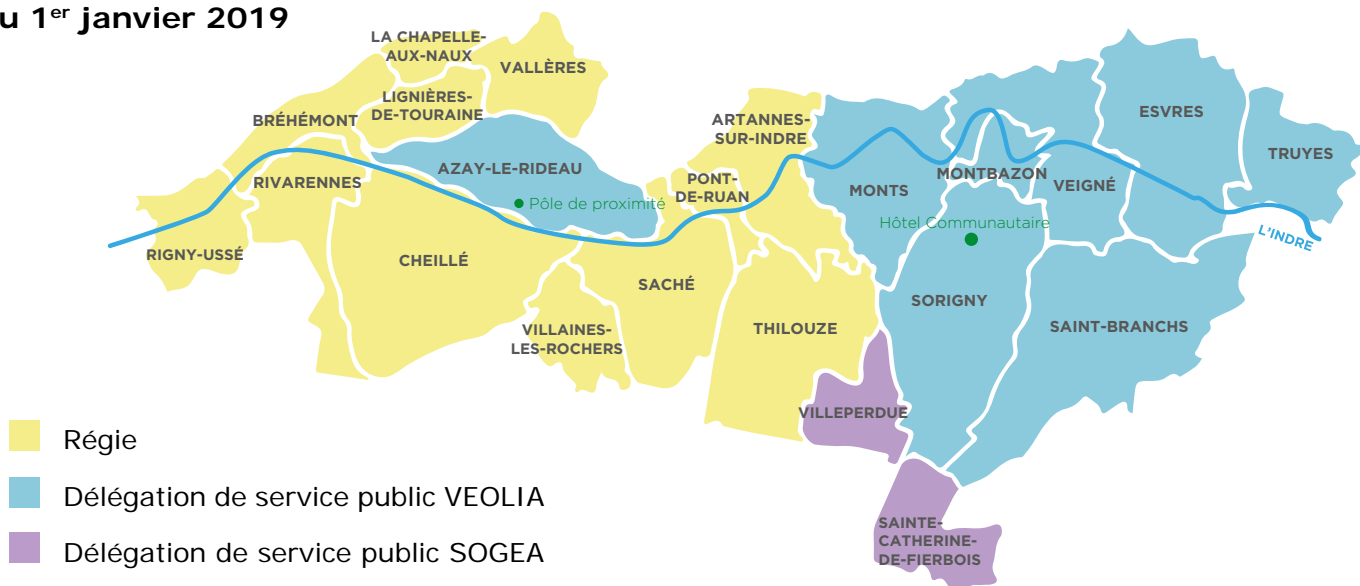 u 1er janvier 2019
LA CHAPELLE-
AUX-NAUX
VALLÈRES
LIGNIÈRES-
DE-TOURAINE
BRÉHÉMONT
RIVARENNES
RIGNY-USSÉ
AZAY-LE-RIDEAU
Pôle de proximité
CHEILLÉ
VILLAINES-
LES-ROCHERS
SACHÉ
PONT-
DE-RUAN
ARTANNES-
SUR-INDRE
THILOUZE
MONTS
MONTBAZON
VEIGNÉ
ESVRES
TRUYES
Hôtel Communautaire
L'INDRE
SORIGNY
SAINT-BRANCHS
VILLEPERDUE
SAINTE-
CATHERINE-
DE-FIERBOIS
Régie
Délégation de service public VEOLIA
Délégation de service public SOGEA